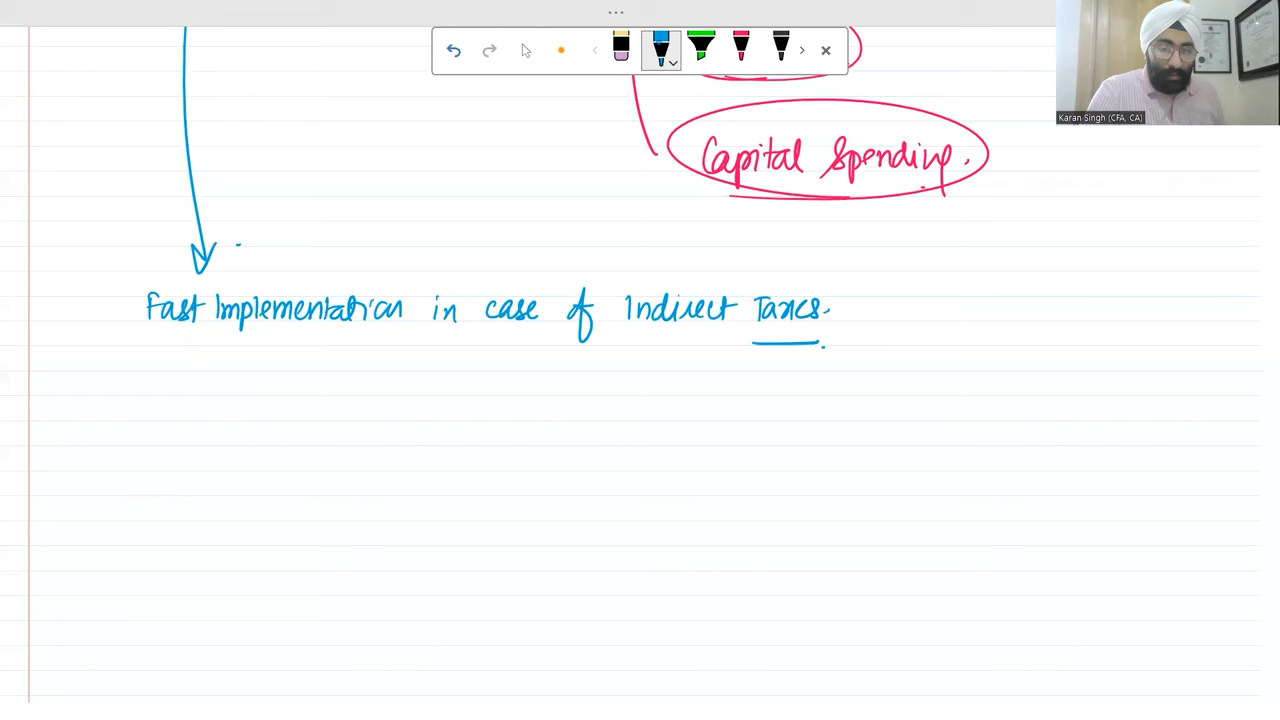 Karan Singh (CFA, CA)
Capital Spending.
Fast Implementation in case of Indirect Taxes.